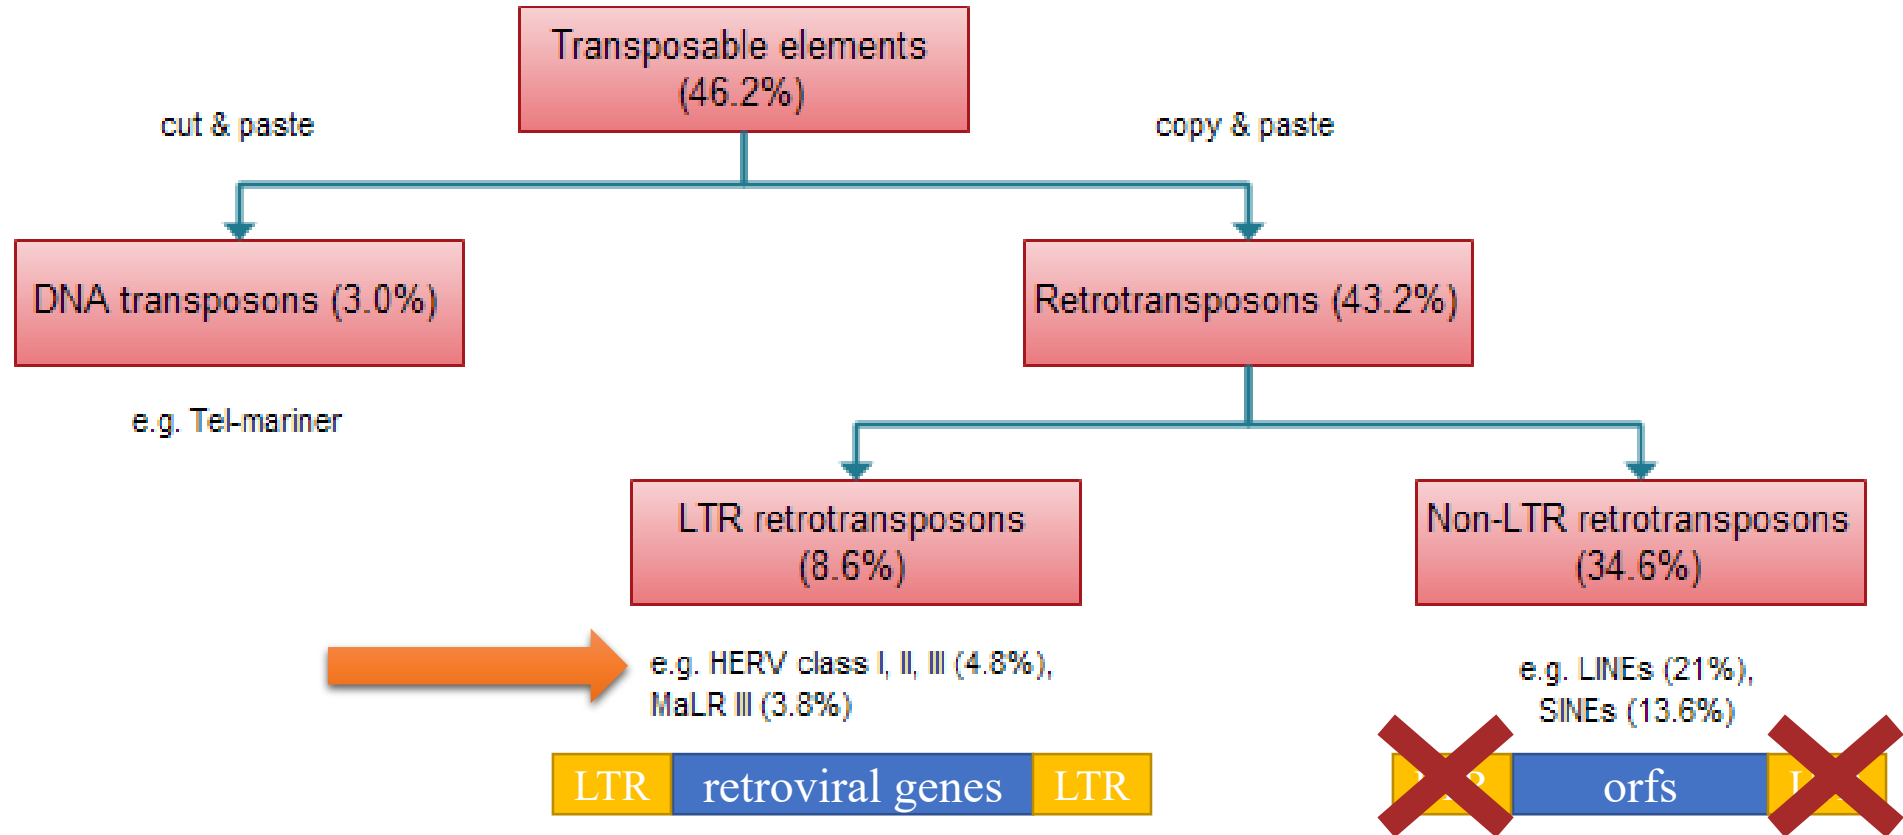 Transposable elements
(46.2%)
cut & paste
copy & paste
DNA transposons (3.0%)
Retrotransposons (43.2%)
e.g. Tel-mariner
LTR retrotransposons
(8.6%)
Non-LTR retrotransposons
(34.6%)
e.g. HERV class I, II, III (4.8%),
MaLR III (3.8%)
e.g. LINEs (21%),
SINEs (13.6%)
LTR retroviral genes LTR
orfs